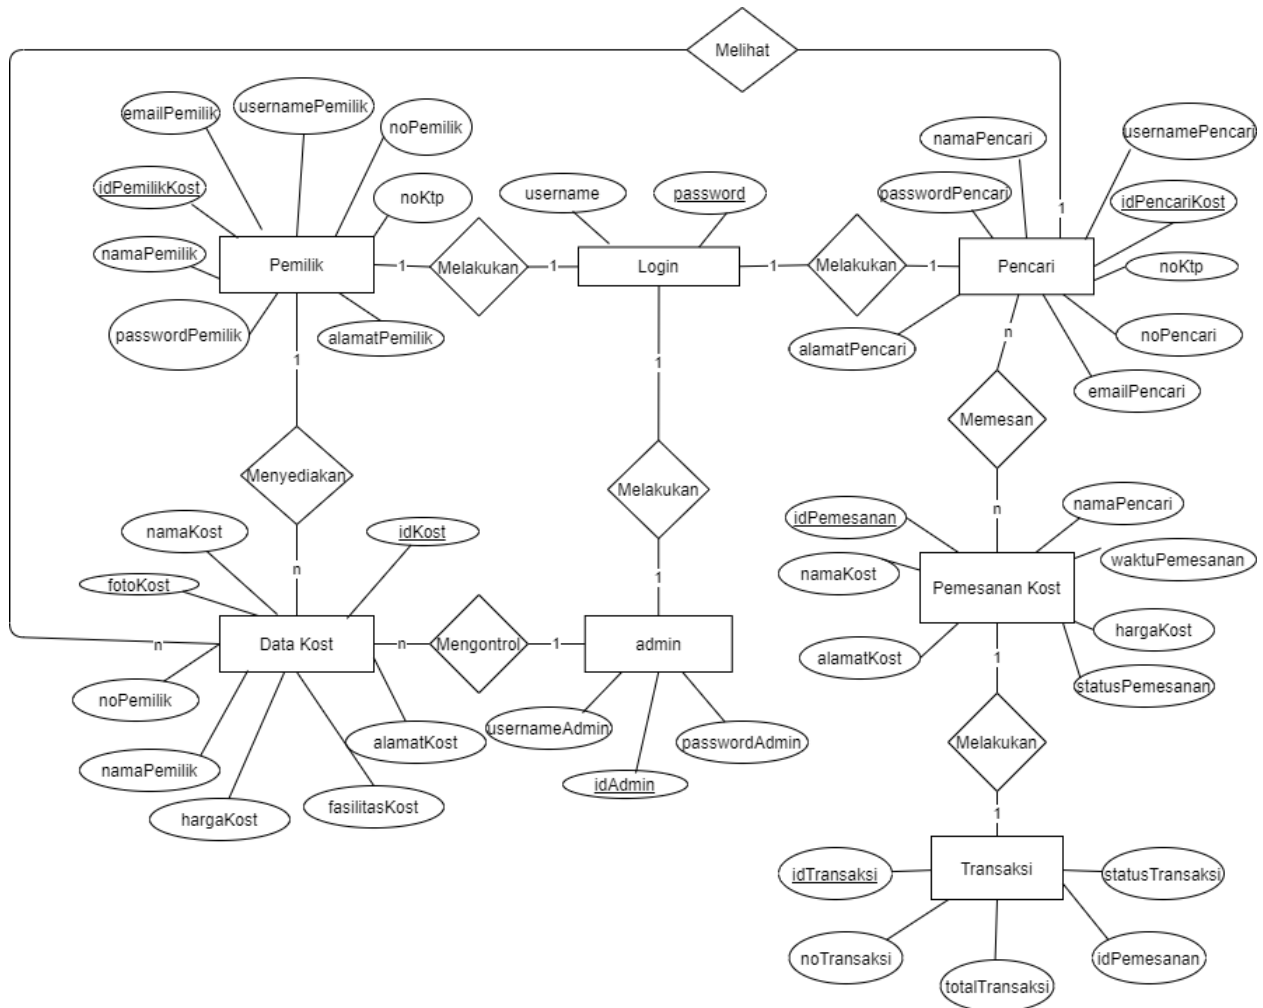 Melihat
emailPemilik
usernamePemilik
noPemilik
namaPencari
usernamePencari
idPemilikKost
noKtp
username
password
passwordPencari
idPencariKost
1
namaPemilik
Pemilik
1
Melakukan
1
Login
1
Melakukan
1
Pencari
noKtp
passwordPemilik
alamatPemilik
alamatPencari
n
noPencari
1
1
emailPencari
Memesan
Menyediakan
Melakukan
namaKost
idKost
idPemesanan
n
namaPencari
fotoKost
n
1
namaKost
Pemesanan Kost
waktuPemesanan
n
Data Kost
n
Mengontrol
1
admin
alamatKost
1
hargaKost
statusPemesanan
noPemilik
usernameAdmin
passwordAdmin
alamatKost
Melakukan
namaPemilik
idAdmin
hargaKost
fasilitasKost
1
idTransaksi
Transaksi
statusTransaksi
noTransaksi
totalTransaksi
idPemesanan